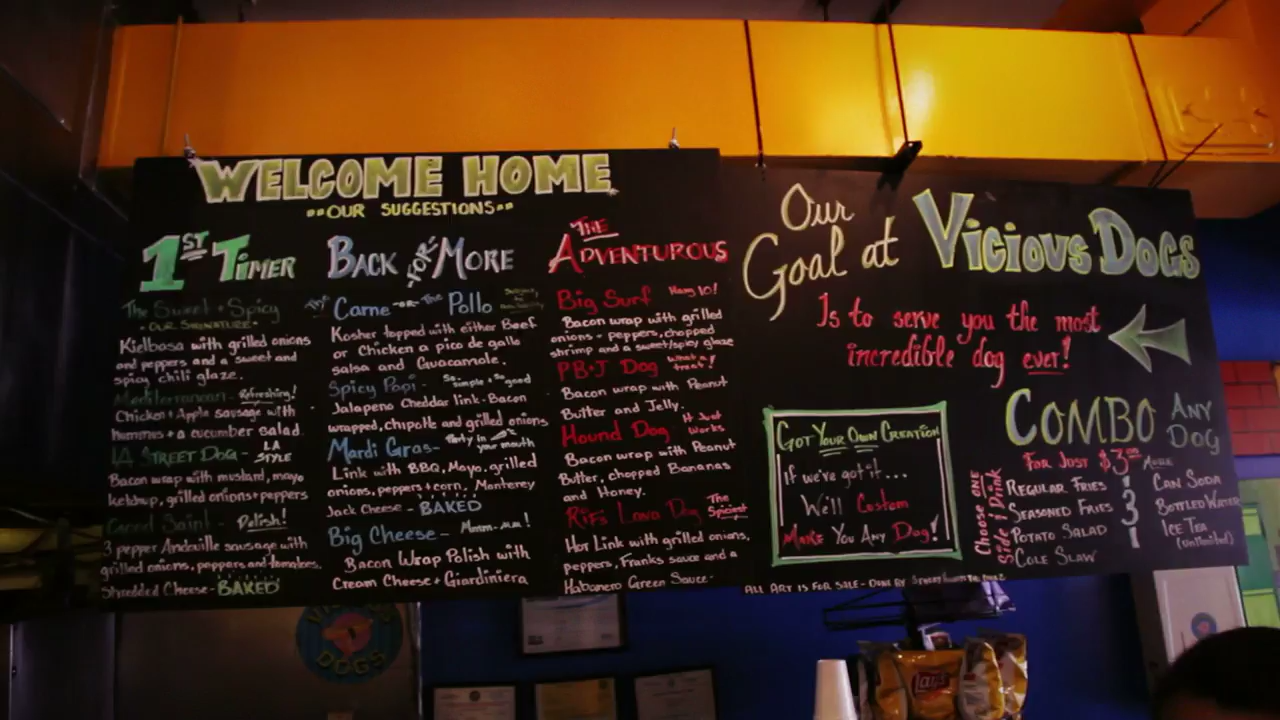 WELCOME HOME
"OUR SUGGESTIONS"
1ST TIMER
The Sweet + Spicy
"OUR SIGNATURE"
Kielbasa with grilled onions
and peppers and a sweet and
spicy chili glaze.
Mediterranean - Refreshing!
Chicken + Apple sausage with
hummus + a cucumber salad.
LA STREET DOG - LA STYLE
Bacon wrap with mustard, mayo
ketchup, grilled onions + peppers
Creed Saint - Polish!
3 pepper Andouille sausage with
grilled onions, peppers and tomatoes.
Shredded Cheese - BAKED
BACK FOR MORE
Carne -or- the Pollo
Kosher topped with either Beef
or Chicken a pico de gallo
salsa and Guacamole.
Spicy Papi - So simple + So good
Jalapeno Cheddar link - Bacon
wrapped, chipotle and grilled onions
Mardi Gras - Party in your mouth
Link with BBQ, Mayo, grilled
onions, peppers + corn, Monterey
Jack Cheese - BAKED
Big Cheese - Mmm-mm!
Bacon Wrap Polish with
Cream Cheese + Giardiniera
THE ADVENTUROUS
Big Surf Hang 10!
Bacon wrap with grilled
onions + peppers, chopped
shrimp and a sweet/spicy glaze
PB+J Dog What a treat!
Bacon wrap with Peanut
Butter and Jelly.
Hound Dog It Just Works
Bacon wrap with Peanut
Butter, chopped Bananas
and Honey.
RiFs Lava Dog The Spiciest
Hot Link with grilled onions,
peppers, Franks sauce and a
Habanero Green Sauce.
Our
Goal at Vicious Dogs
Is to serve you the most
incredible dog ever!
GOT YOUR OWN CREATION
If we've got it...
We'll Custom
MAKE YOU ANY DOG!
COMBO ANY DOG
FOR JUST $3.00 MORE
Choose ONE Side 1 Drink
REGULAR FRIES
SEASONED FRIES
POTATO SALAD
COLE SLAW
CAN SODA
BOTTLED WATER
ICE TEA
(unlimited)
ALL ART IS FOR SALE - DONE BY
DOGS
Lay's